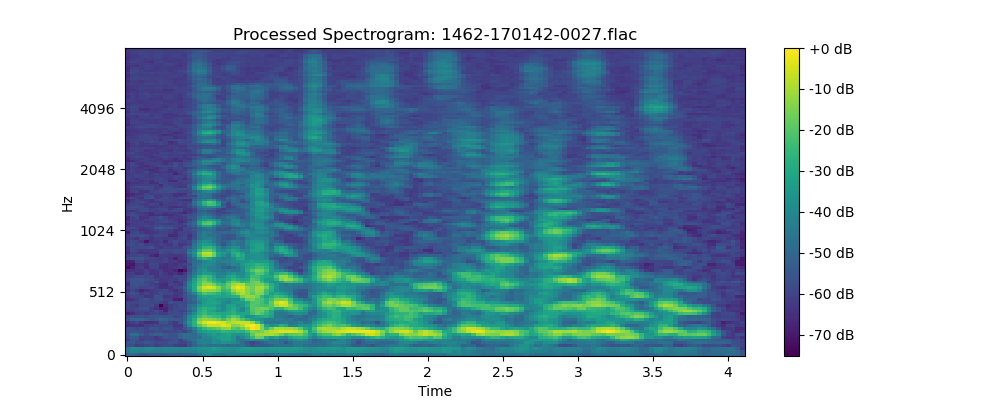 Processed Spectrogram: 1462-170142-0027.flac
Hz
4096
2048
1024
512
0
0 0.5 1 1.5 2 2.5 3 3.5 4
Time
+0 dB
-10 dB
-20 dB
-30 dB
-40 dB
-50 dB
-60 dB
-70 dB